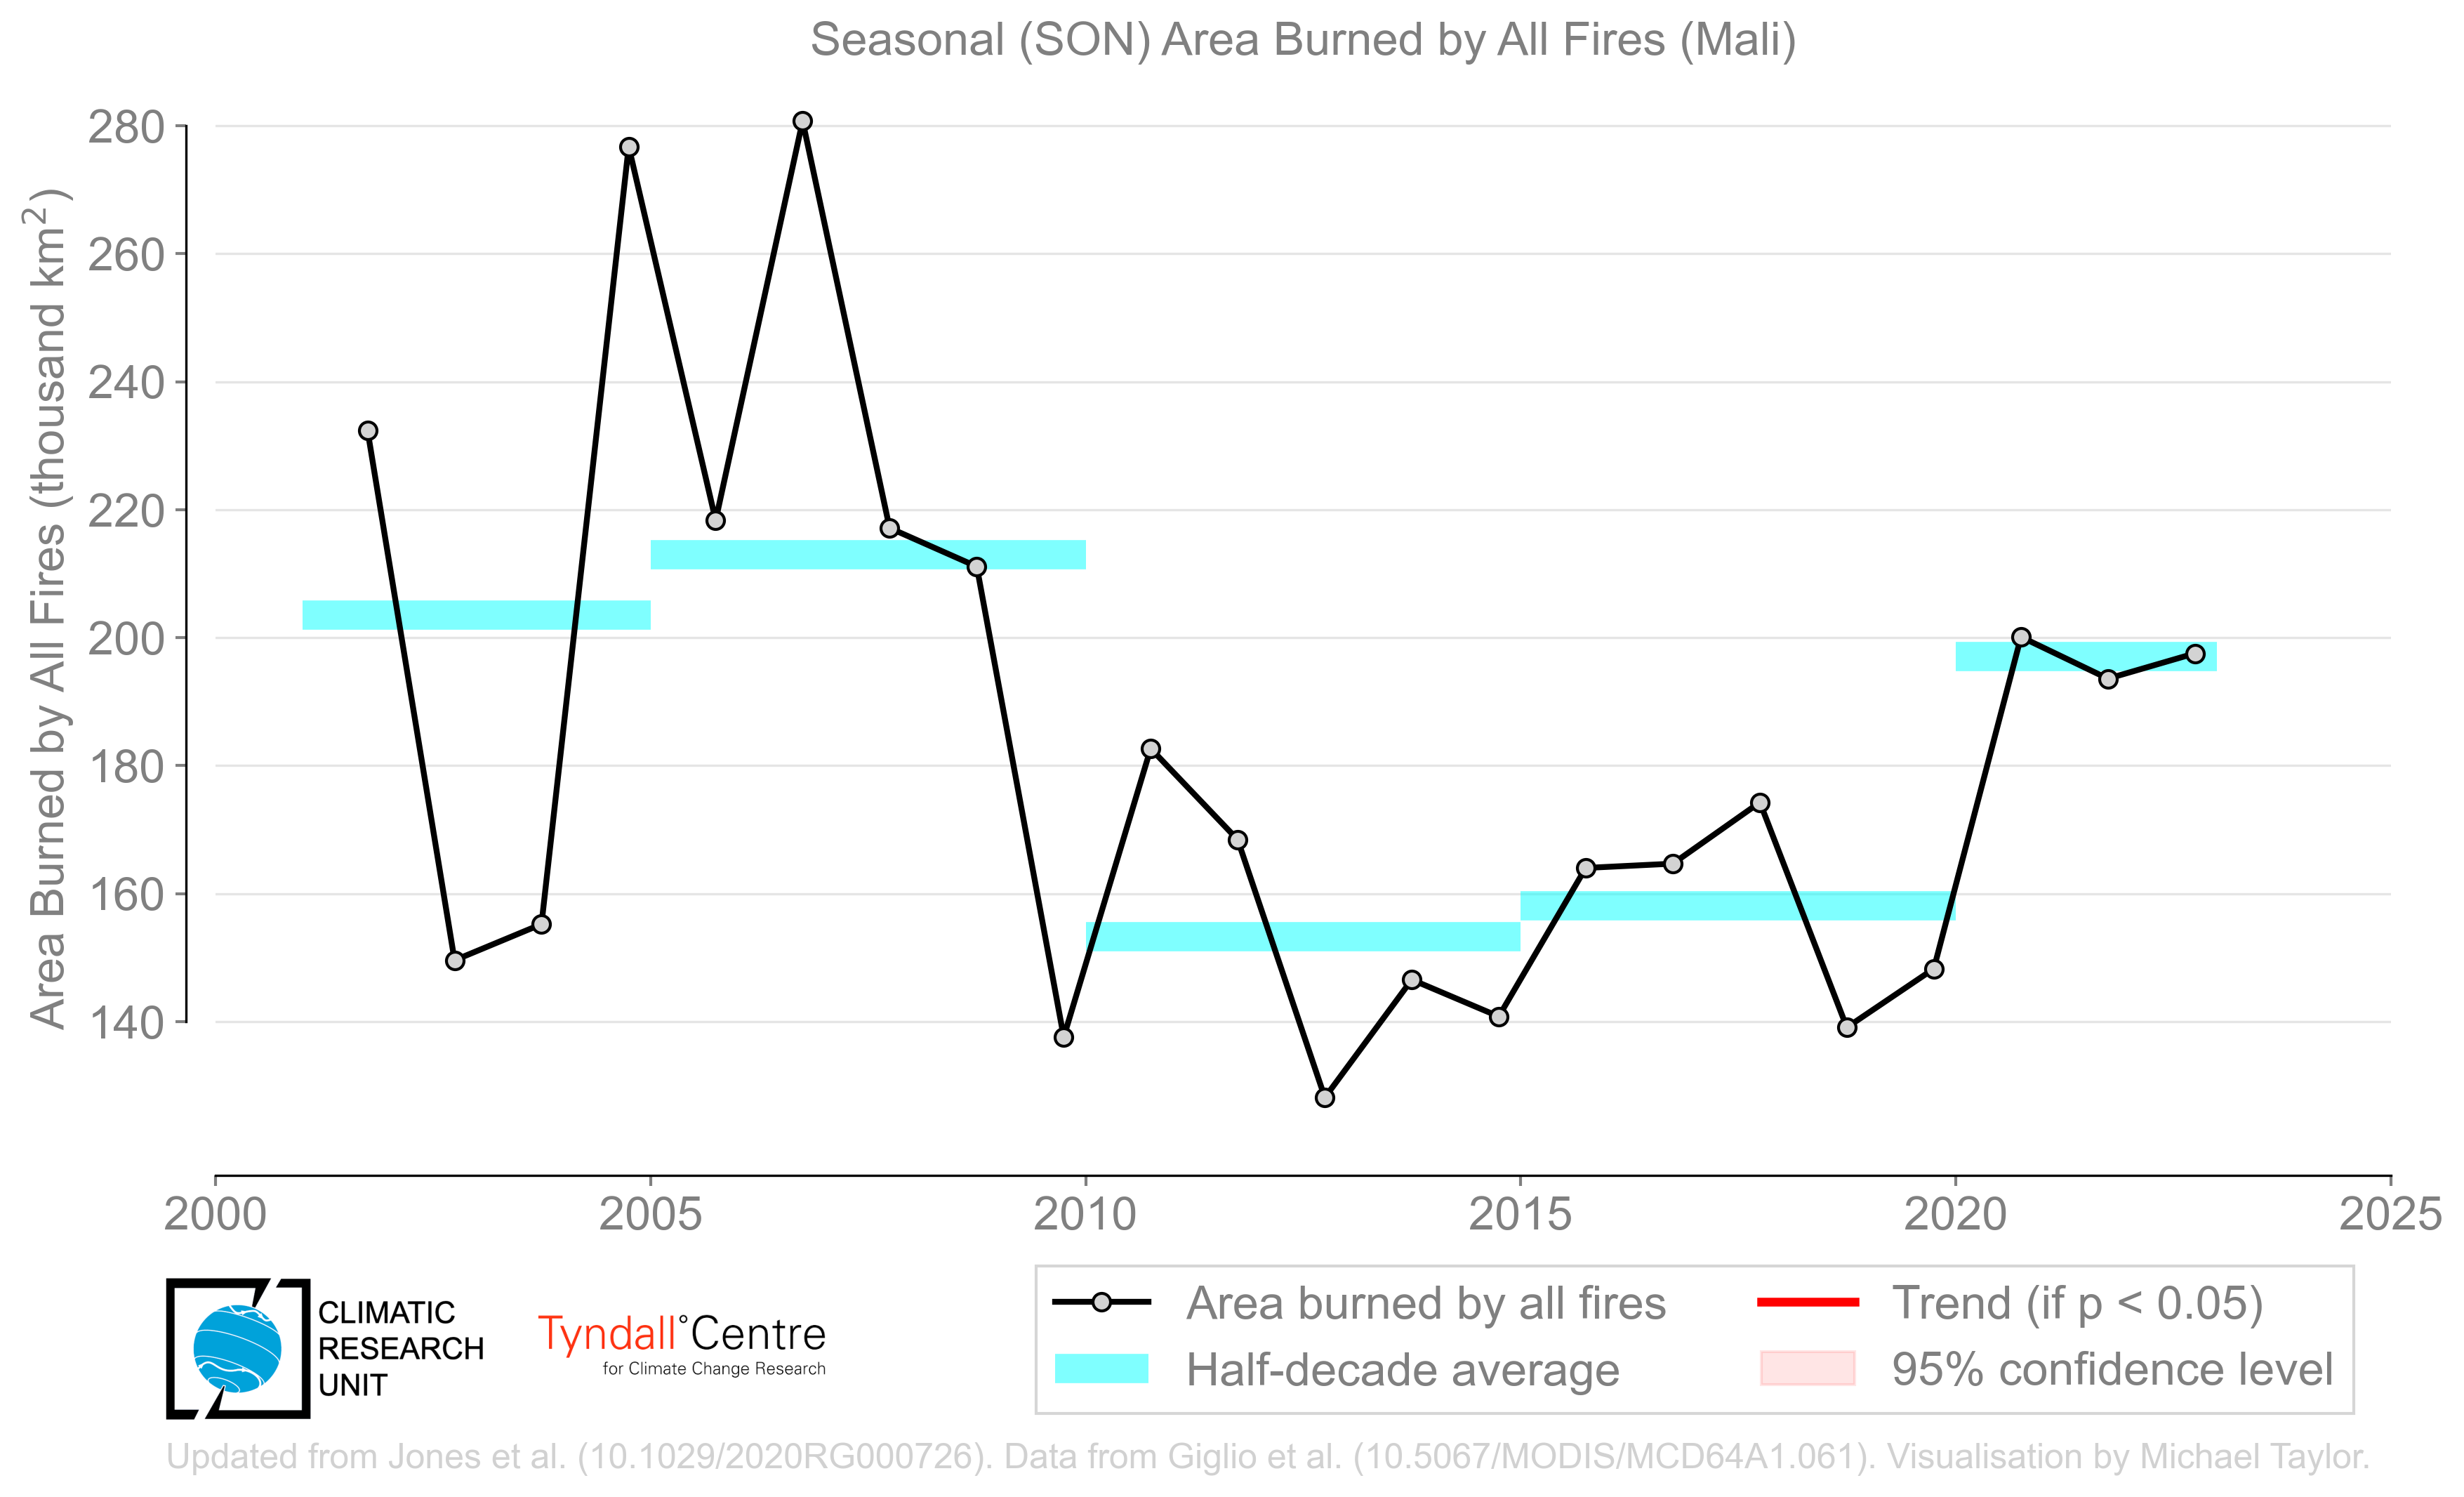 Seasonal (SON) Area Burned by All Fires (Mali)
Area Burned by All Fires (thousand km²)
280
260
240
220
200
180
160
140
2000 2005 2010 2015 2020 2025
CLIMATIC
RESEARCH
UNIT
Tyndall°Centre
for Climate Change Research
Area burned by all fires
Half-decade average
Trend (if p < 0.05)
95% confidence level
Updated from Jones et al. (10.1029/2020RG000726). Data from Giglio et al. (10.5067/MODIS/MCD64A1.061). Visualisation by Michael Taylor.